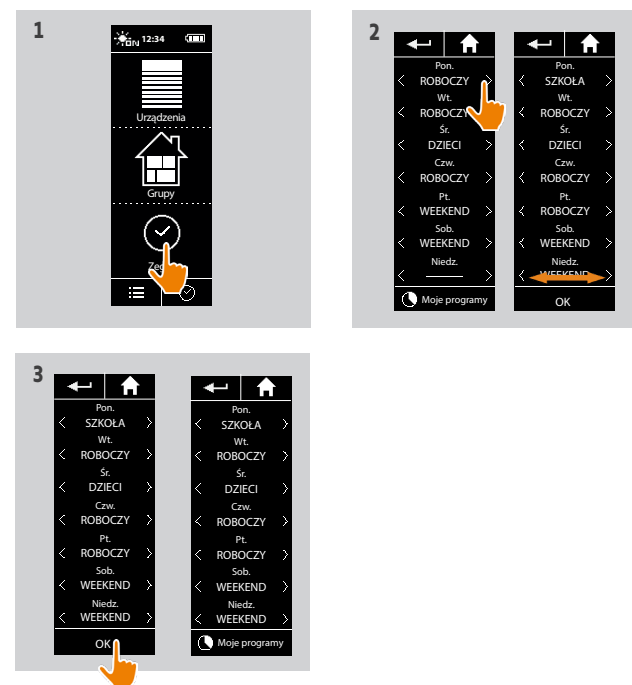 1
ON 12:34
Urządzenia
Grupy
2
Pon.
ROBOCZY
Wt.
ROBOCZY
Śr.
DZIECI
Czw.
ROBOCZY
Pt.
WEEKEND
Sob.
WEEKEND
Niedz.
Moje programy
Pon.
SZKOŁA
Wt.
ROBOCZY
Śr.
DZIECI
Czw.
ROBOCZY
Pt.
ROBOCZY
Sob.
WEEKEND
Niedz.
WEEKEND
OK
3
Pon.
SZKOŁA
Wt.
ROBOCZY
Śr.
DZIECI
Czw.
ROBOCZY
Pt.
ROBOCZY
Sob.
WEEKEND
Niedz.
WEEKEND
OK
Pon.
SZKOŁA
Wt.
ROBOCZY
Śr.
DZIECI
Czw.
ROBOCZY
Pt.
ROBOCZY
Sob.
WEEKEND
Niedz.
WEEKEND
Moje programy